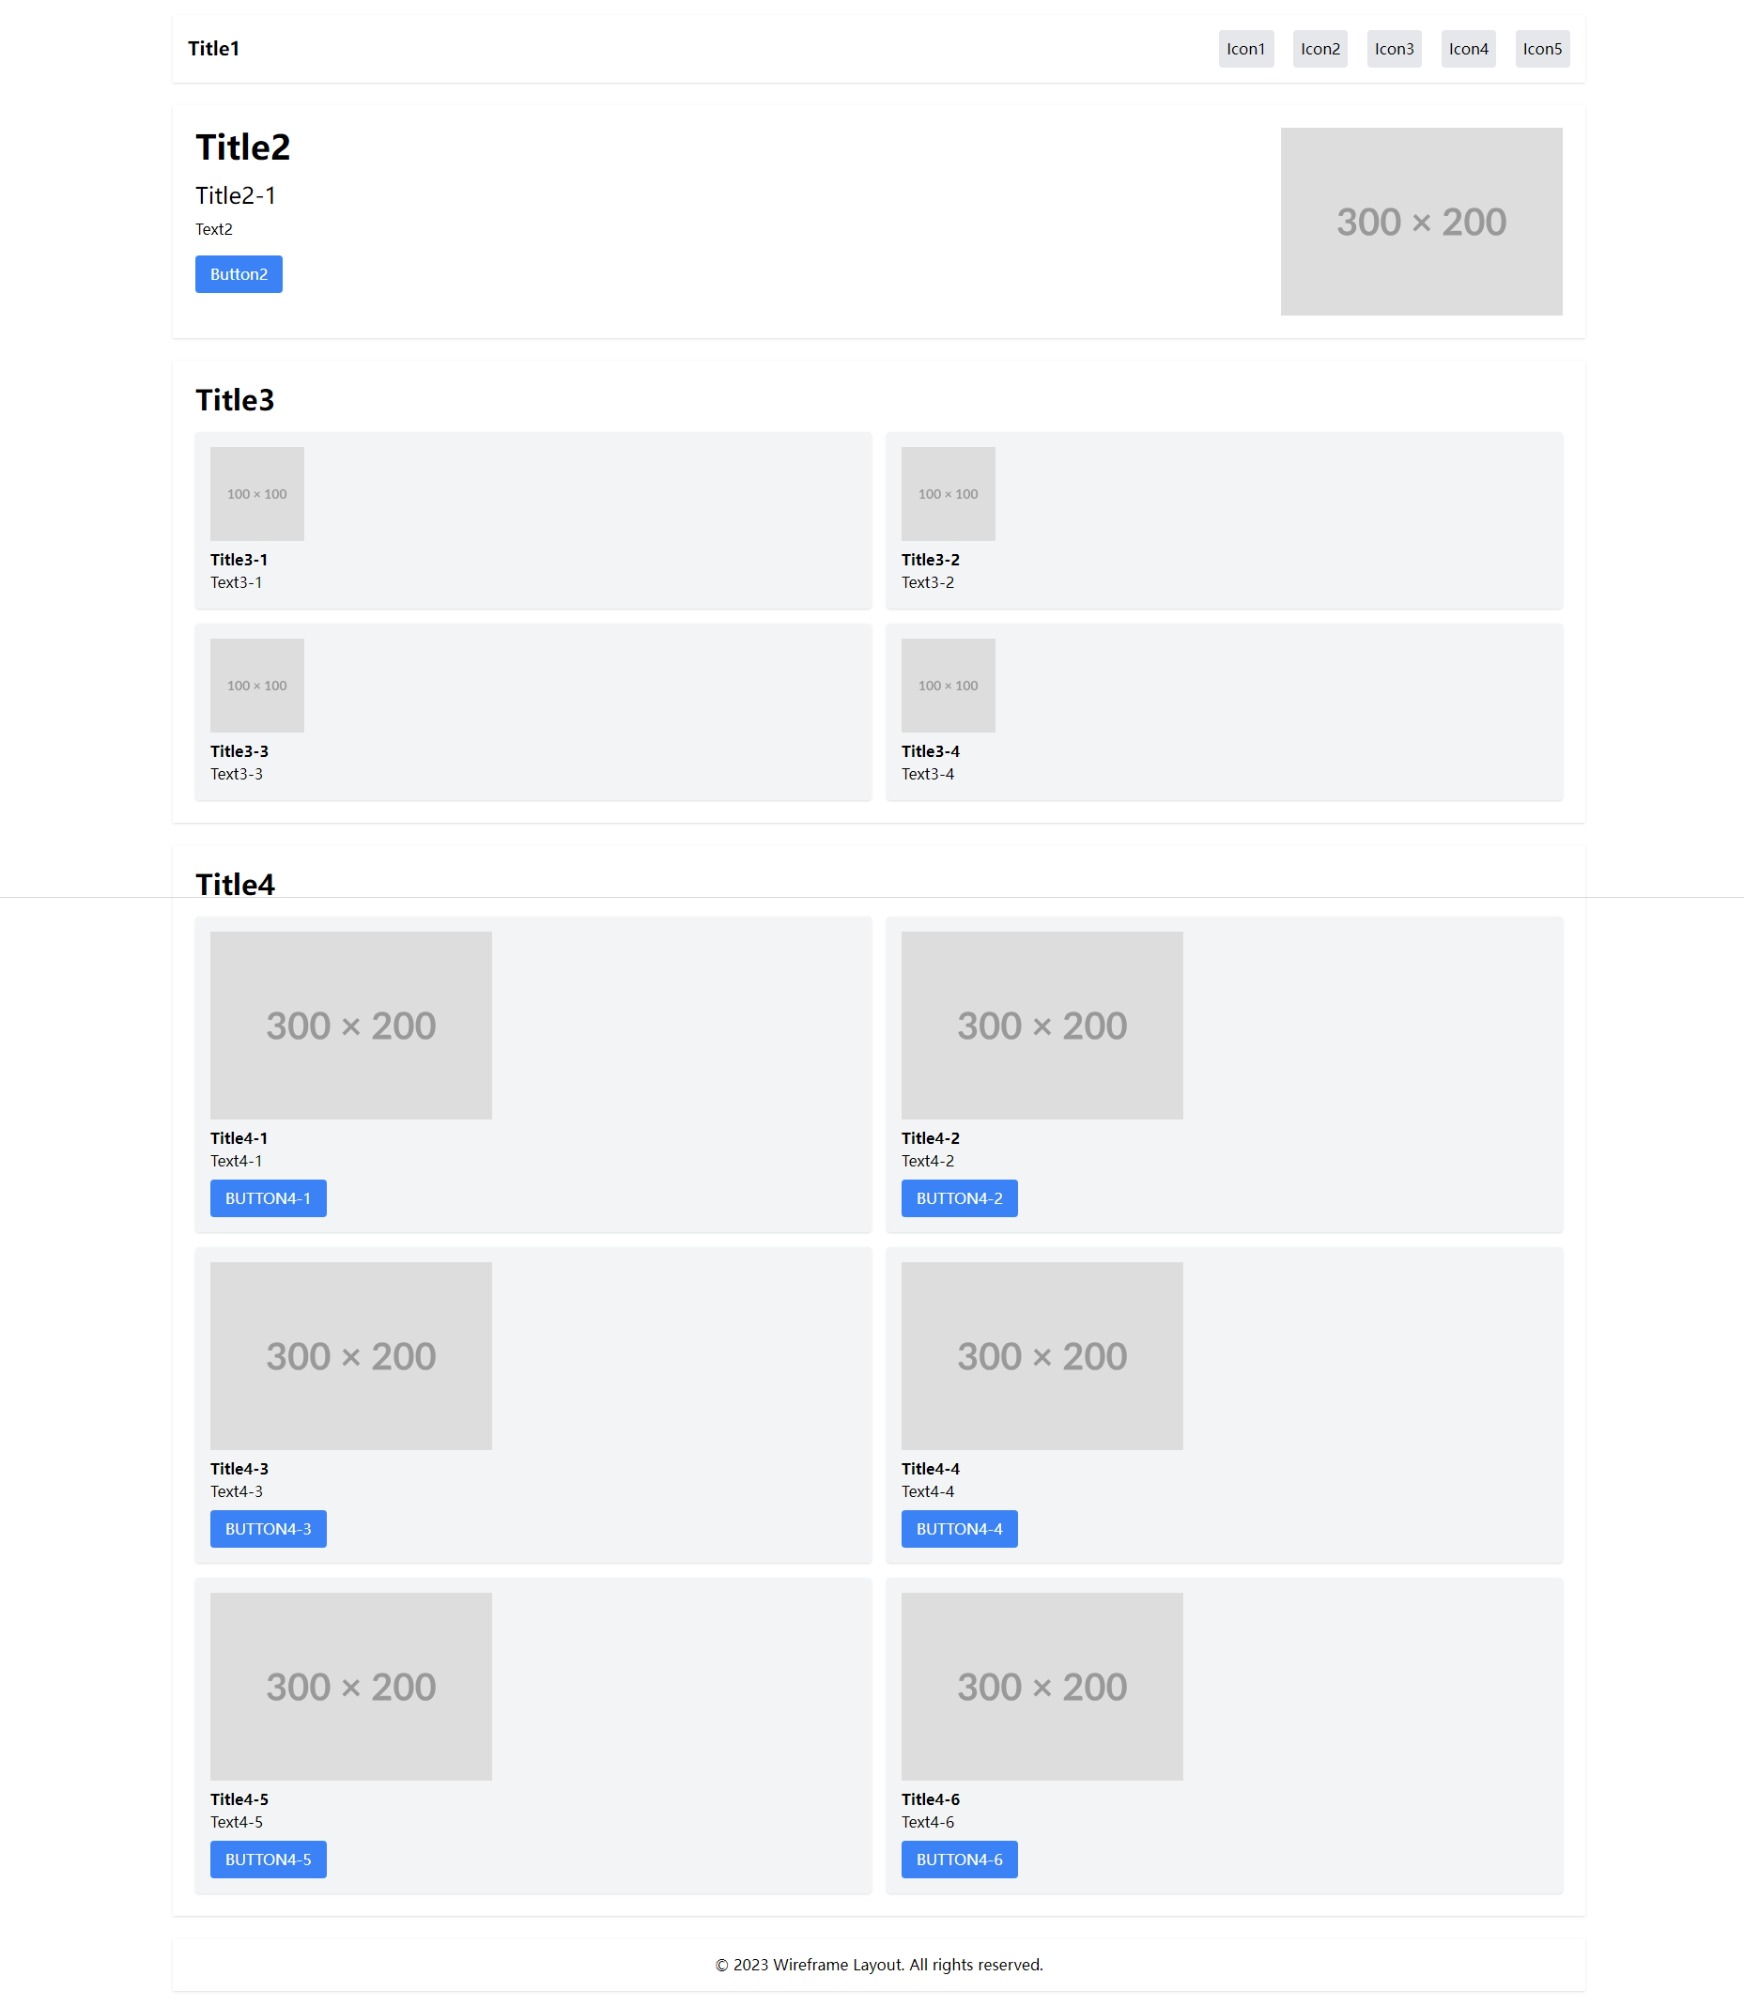 Title1
Icon1 Icon2 Icon3 Icon4 Icon5
Title2
Title2-1
Text2
Button2
300 × 200
Title3
100 × 100
Title3-1
Text3-1
100 × 100
Title3-2
Text3-2
100 × 100
Title3-3
Text3-3
100 × 100
Title3-4
Text3-4
Title4
300 × 200
Title4-1
Text4-1
BUTTON4-1
300 × 200
Title4-2
Text4-2
BUTTON4-2
300 × 200
Title4-3
Text4-3
BUTTON4-3
300 × 200
Title4-4
Text4-4
BUTTON4-4
300 × 200
Title4-5
Text4-5
BUTTON4-5
300 × 200
Title4-6
Text4-6
BUTTON4-6
© 2023 Wireframe Layout. All rights reserved.